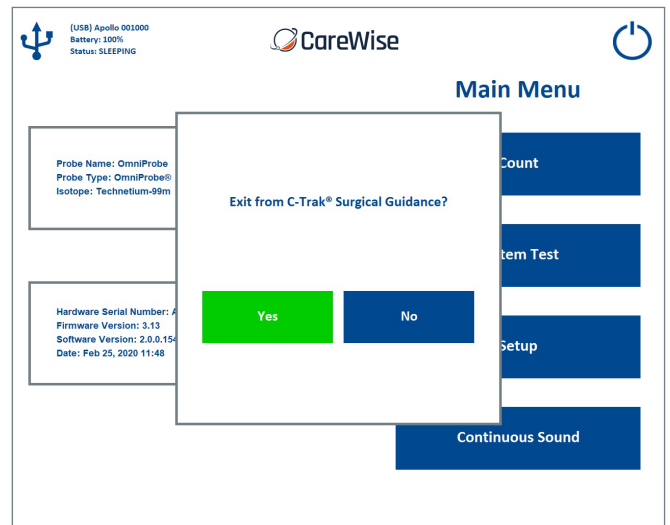 (USB) Apollo 001000
Battery: 100%
Status: SLEEPING
CareWise
Main Menu
Probe Name: OmniProbe
Probe Type: OmniProbe®
Isotope: Technetium-99m
Exit from C-Trak® Surgical Guidance?
Yes
No
Hardware Serial Number:
Firmware Version: 3.13
Software Version: 2.0.0.154
Date: Feb 25, 2020 11:48
Count
Test
Setup
Continuous Sound